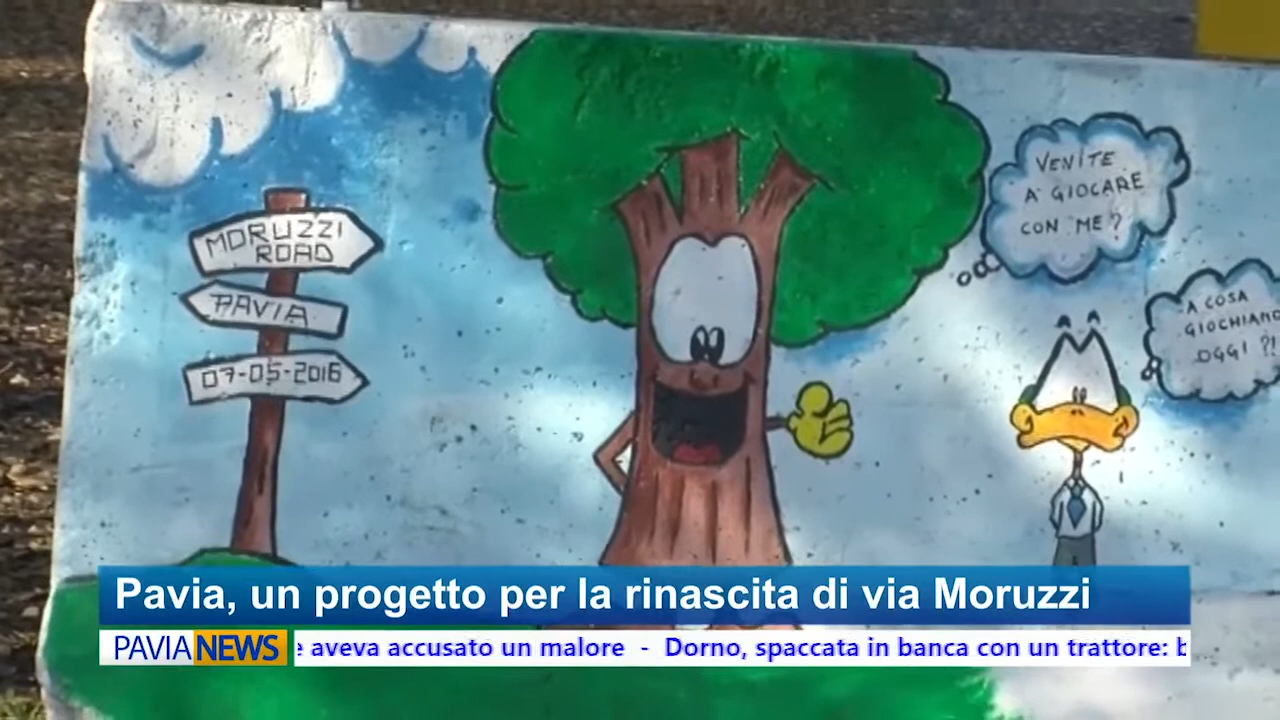 MORUZZI
ROAD
PAVIA
07-05-2016
VENITE
A GIOCARE
CON ME?
A COSA
GIOCHIAMO
OGGI ?!
Pavia, un progetto per la rinascita di via Moruzzi
PAVIA NEWS
e aveva accusato un malore - Dorno, spaccata in banca con un trattore: b